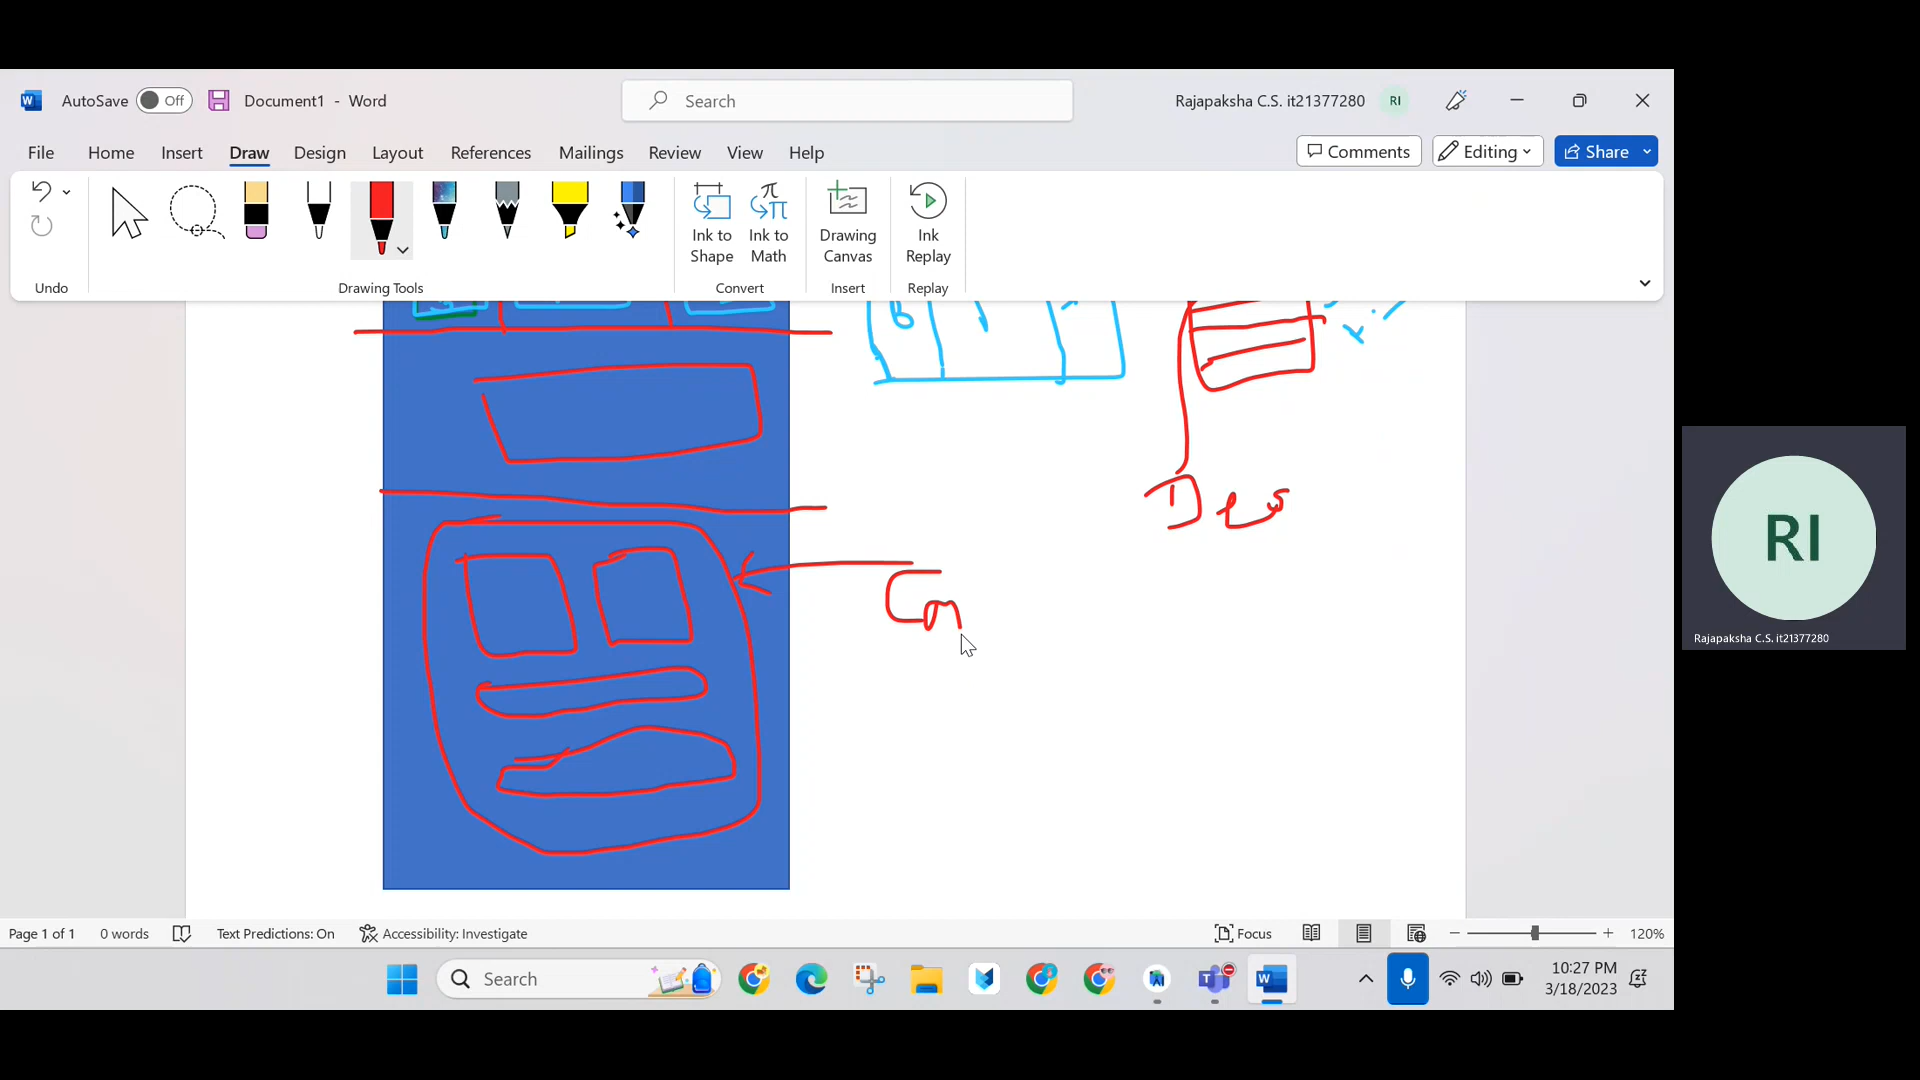 AutoSave Off Document1 - Word Search Rajapaksha C.S. it21377280 RI
File Home Insert Draw Design Layout References Mailings Review View Help Comments Editing Share
Ink to Shape
Ink to Math
Drawing Canvas
Ink Replay
Undo Drawing Tools Convert Insert Replay
Des
RI
Rajapaksha C.S. it21377280
Page 1 of 1 0 words Text Predictions: On Accessibility: Investigate Focus 120%
Search
10:27 PM
3/18/2023